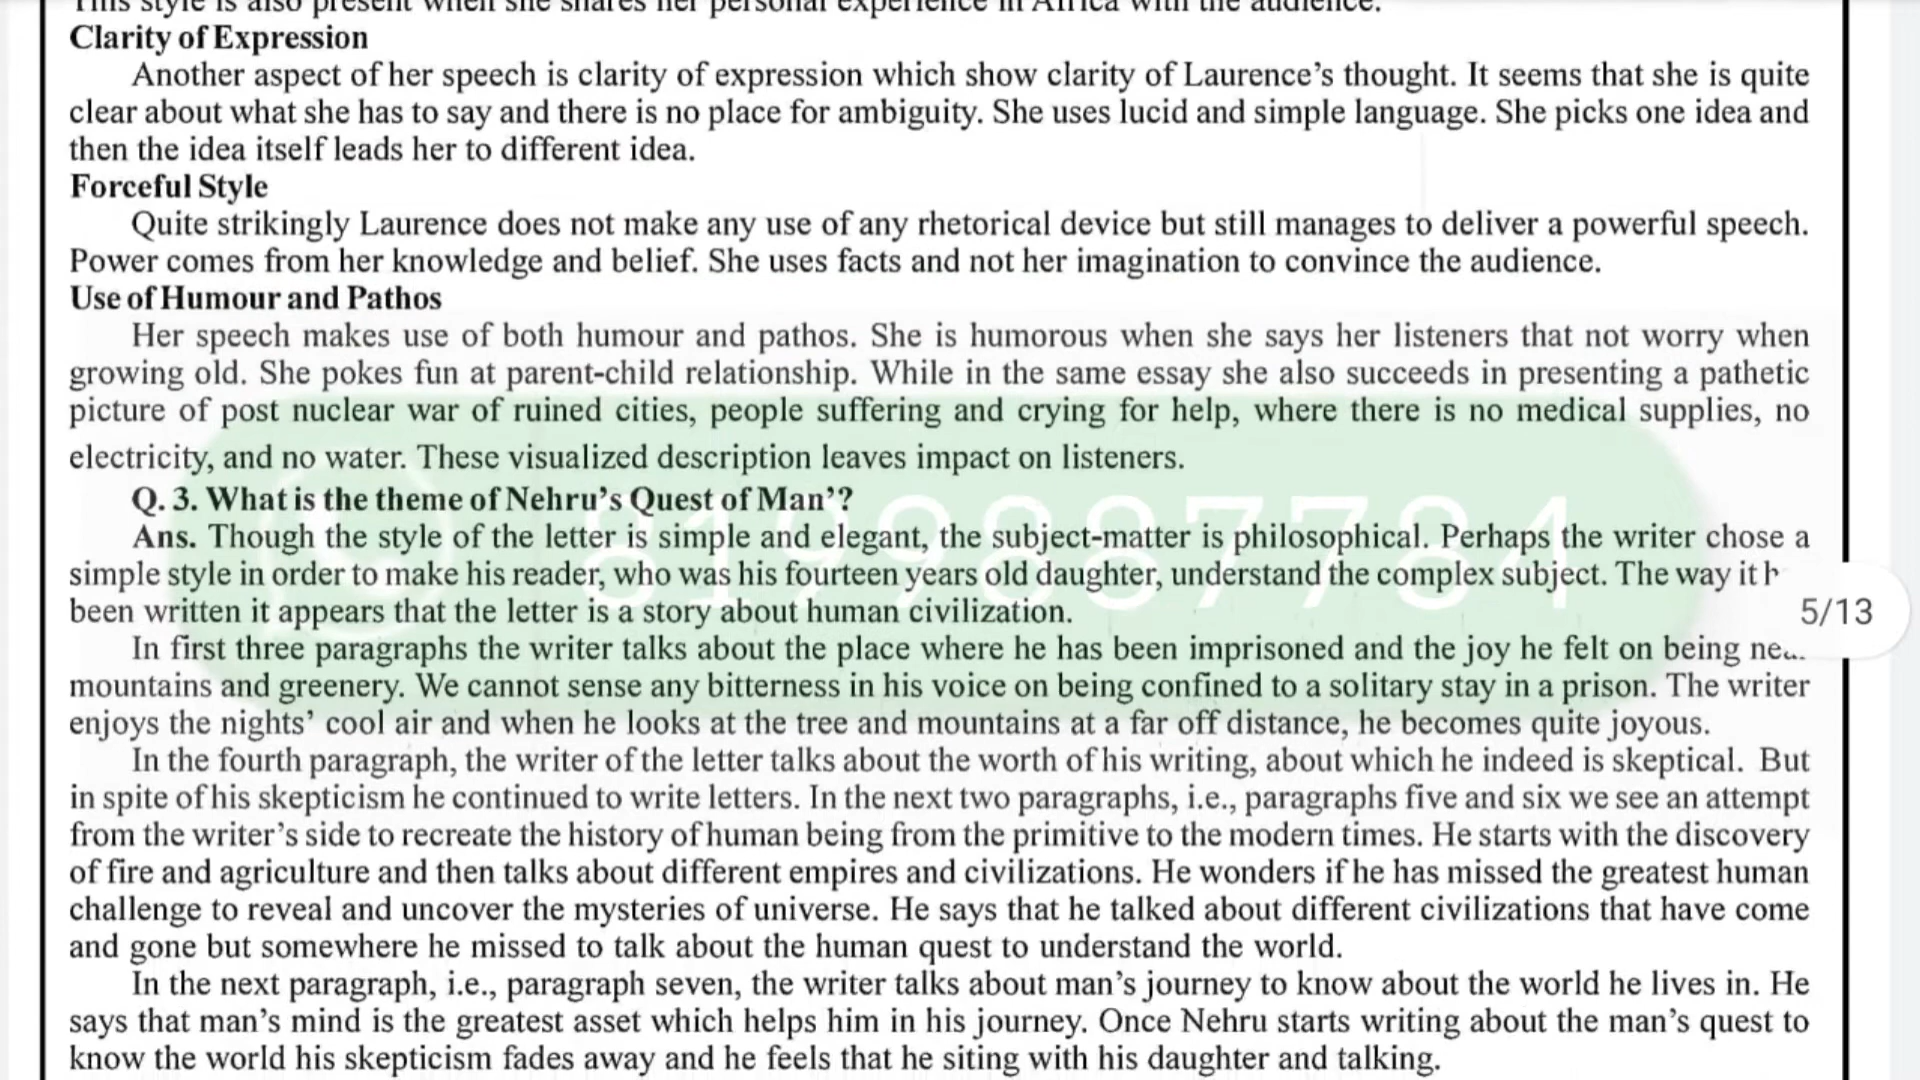 This style is also present when she shares her personal experience in Africa with the audience.
Clarity of Expression
Another aspect of her speech is clarity of expression which show clarity of Laurence’s thought. It seems that she is quite
clear about what she has to say and there is no place for ambiguity. She uses lucid and simple language. She picks one idea and
then the idea itself leads her to different idea.
Forceful Style
Quite strikingly Laurence does not make any use of any rhetorical device but still manages to deliver a powerful speech.
Power comes from her knowledge and belief. She uses facts and not her imagination to convince the audience.
Use of Humour and Pathos
Her speech makes use of both humour and pathos. She is humorous when she says her listeners that not worry when
growing old. She pokes fun at parent-child relationship. While in the same essay she also succeeds in presenting a pathetic
picture of post nuclear war of ruined cities, people suffering and crying for help, where there is no medical supplies, no
electricity, and no water. These visualized description leaves impact on listeners.
Q. 3. What is the theme of Nehru’s Quest of Man’?
Ans. Though the style of the letter is simple and elegant, the subject-matter is philosophical. Perhaps the writer chose a
simple style in order to make his reader, who was his fourteen years old daughter, understand the complex subject. The way it
been written it appears that the letter is a story about human civilization.
5/13
In first three paragraphs the writer talks about the place where he has been imprisoned and the joy he felt on being
mountains and greenery. We cannot sense any bitterness in his voice on being confined to a solitary stay in a prison. The writer
enjoys the nights’ cool air and when he looks at the tree and mountains at a far off distance, he becomes quite joyous.
In the fourth paragraph, the writer of the letter talks about the worth of his writing, about which he indeed is skeptical. But
in spite of his skepticism he continued to write letters. In the next two paragraphs, i.e., paragraphs five and six we see an attempt
from the writer’s side to recreate the history of human being from the primitive to the modern times. He starts with the discovery
of fire and agriculture and then talks about different empires and civilizations. He wonders if he has missed the greatest human
challenge to reveal and uncover the mysteries of universe. He says that he talked about different civilizations that have come
and gone but somewhere he missed to talk about the human quest to understand the world.
In the next paragraph, i.e., paragraph seven, the writer talks about man’s journey to know about the world he lives in. He
says that man’s mind is the greatest asset which helps him in his journey. Once Nehru starts writing about the man’s quest to
know the world his skepticism fades away and he feels that he siting with his daughter and talking.
8199887784